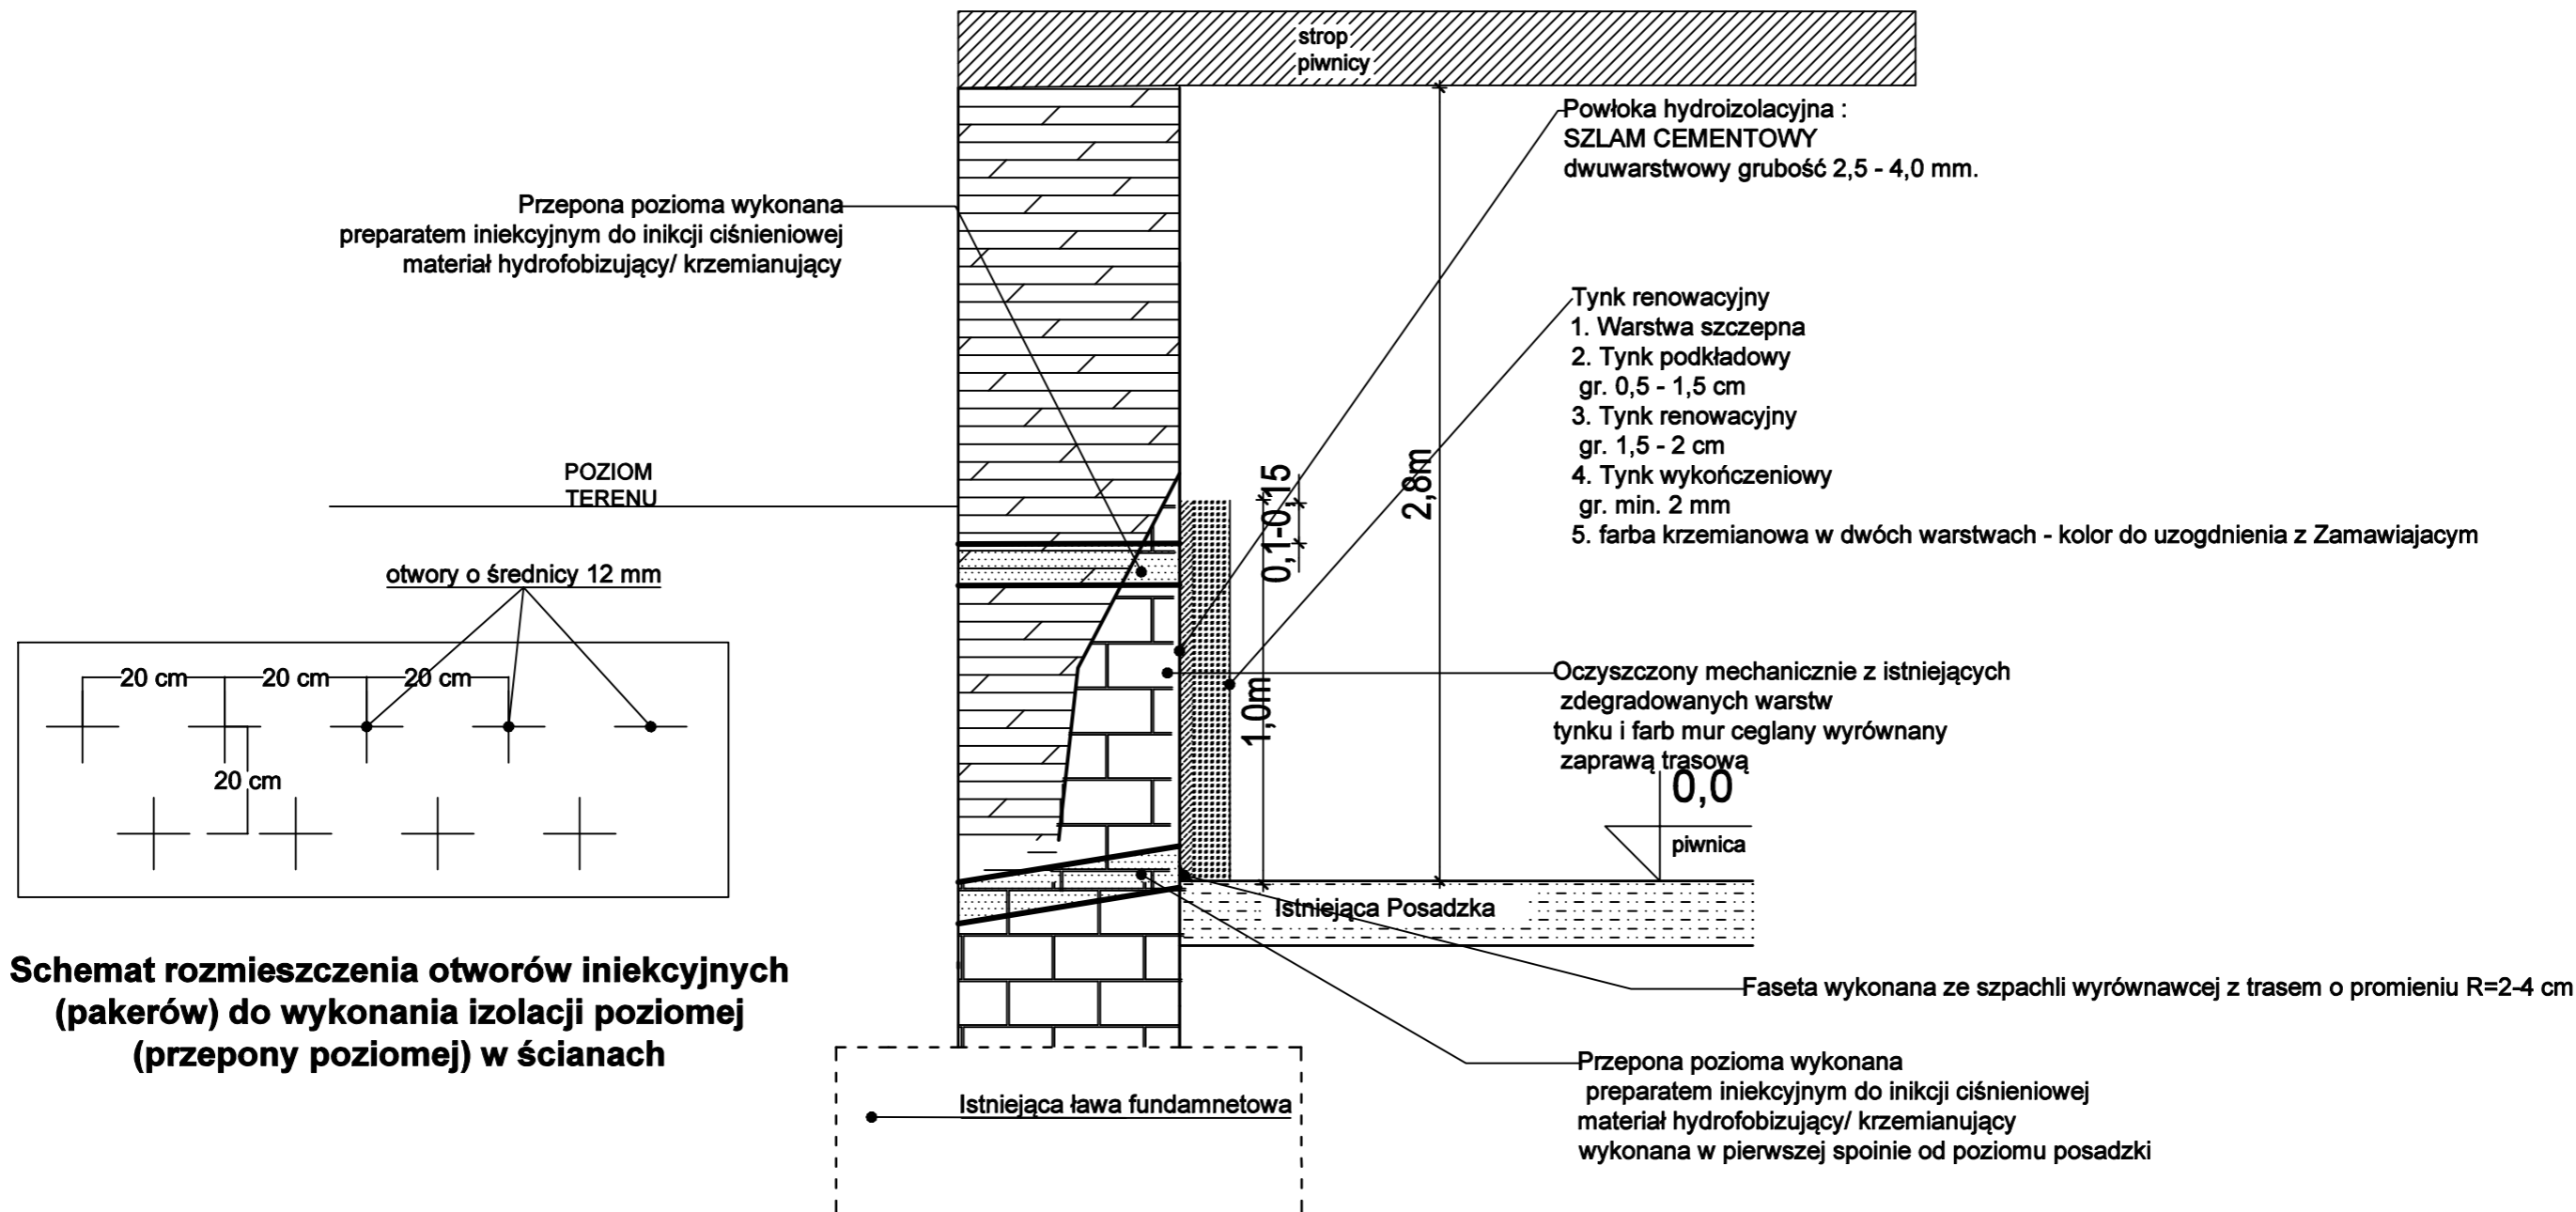 strop
piwnicy
Powłoka hydroizolacyjna :
SZLAM CEMENTOWY
dwuwarstwowy grubość 2,5 - 4,0 mm.
Przepona pozioma wykonana
preparatem iniekcyjnym do inikcji ciśnieniowej
materiał hydrofobizujący/ krzemianujący
Tynk renowacyjny
1. Warstwa szczepna
2. Tynk podkładowy
gr. 0,5 - 1,5 cm
3. Tynk renowacyjny
gr. 1,5 - 2 cm
4. Tynk wykończeniowy
gr. min. 2 mm
5. farba krzemianowa w dwóch warstwach - kolor do uzogdnienia z Zamawiajacym
POZIOM
TERENU
0,1-0,15
2,8m
1,0m
otwory o średnicy 12 mm
20 cm
20 cm
20 cm
20 cm
Oczyszczony mechanicznie z istniejących
zdegradowanych warstw
tynku i farb mur ceglany wyrównany
zaprawą trasową
0,0
piwnica
Istniejąca Posadzka
Schemat rozmieszczenia otworów iniekcyjnych
(pakerów) do wykonania izolacji poziomej
(przepony poziomej) w ścianach
Faseta wykonana ze szpachli wyrównawcej z trasem o promieniu R=2-4 cm
Przepona pozioma wykonana
preparatem iniekcyjnym do inikcji ciśnieniowej
materiał hydrofobizujący/ krzemianujący
wykonana w pierwszej spoinie od poziomu posadzki
Istniejąca ława fundamnetowa